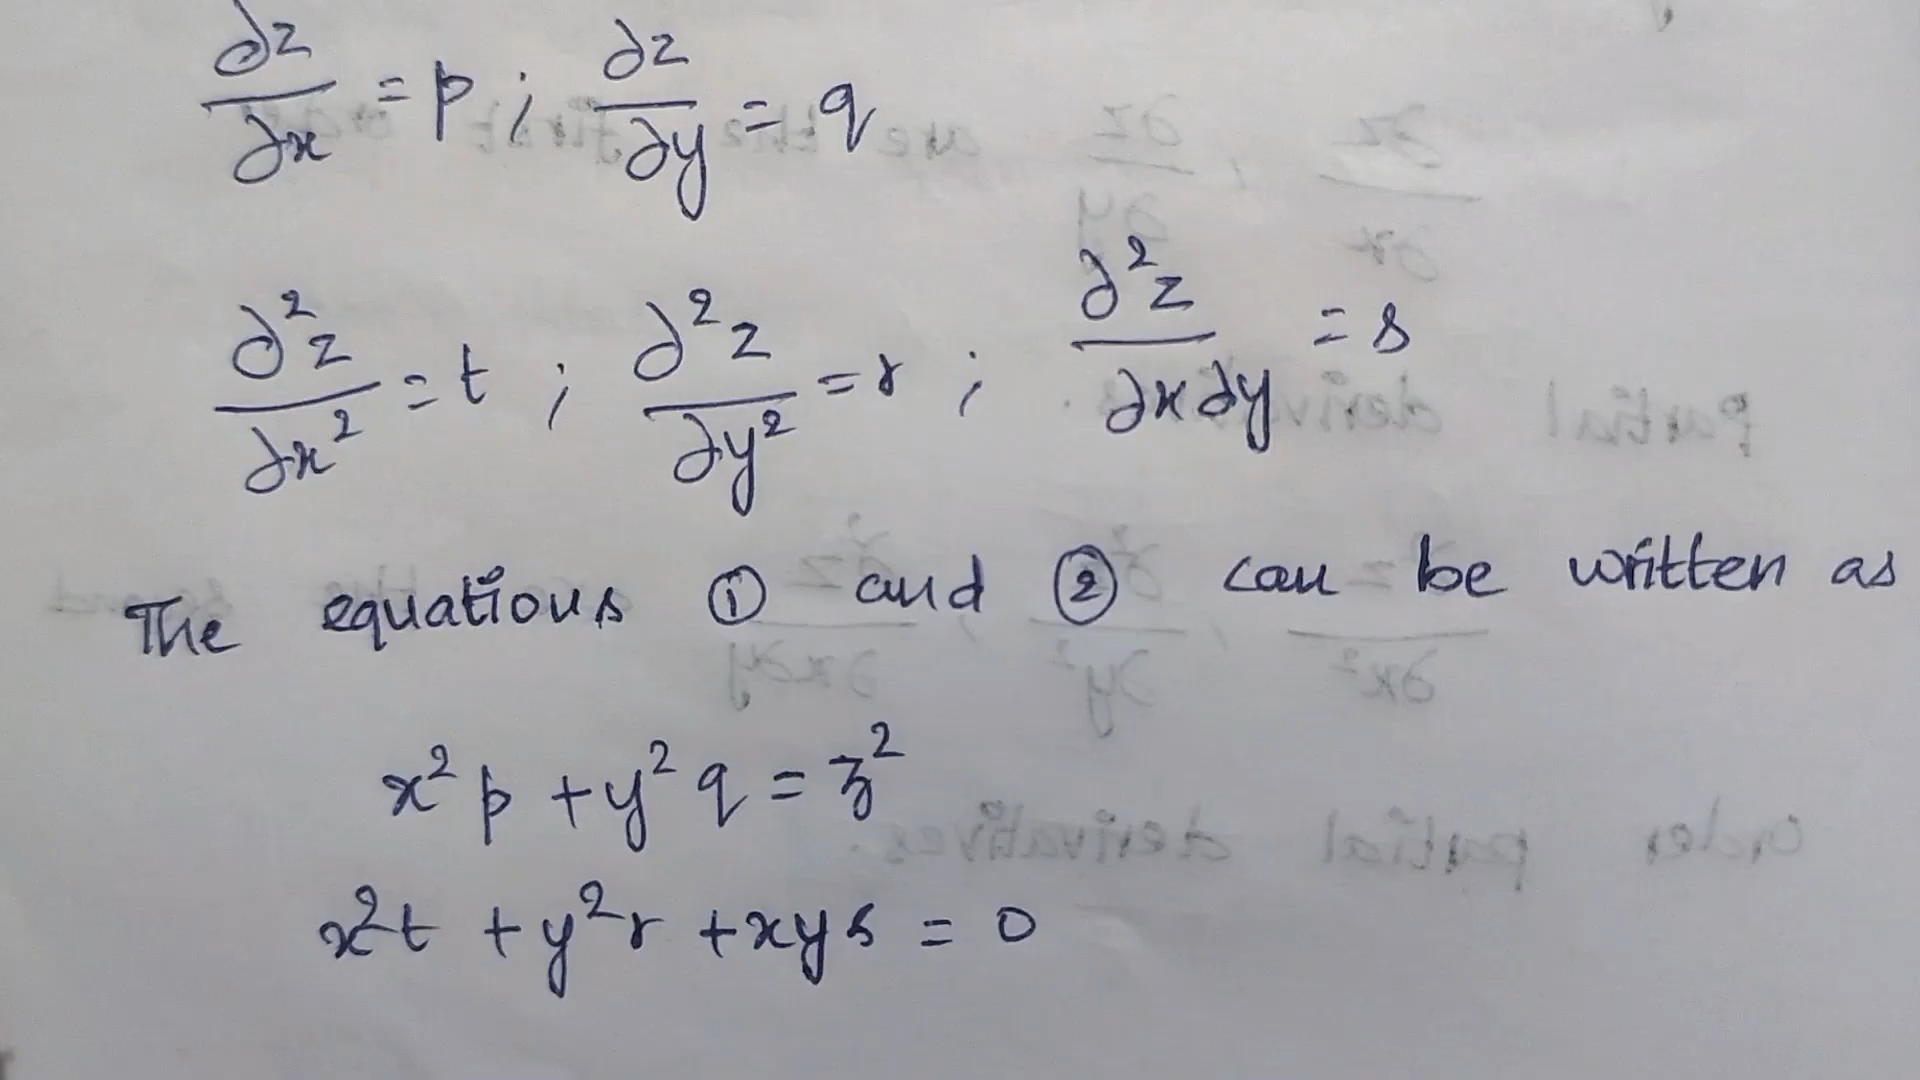 ∂z/∂x = p ; ∂z/∂y = q
∂²z/∂x² = t ; ∂²z/∂y² = r ; ∂²z/∂x∂y = s
The equations ① and ② can be written as
x²p + y²q = z²
x²t + y²r + xys = 0